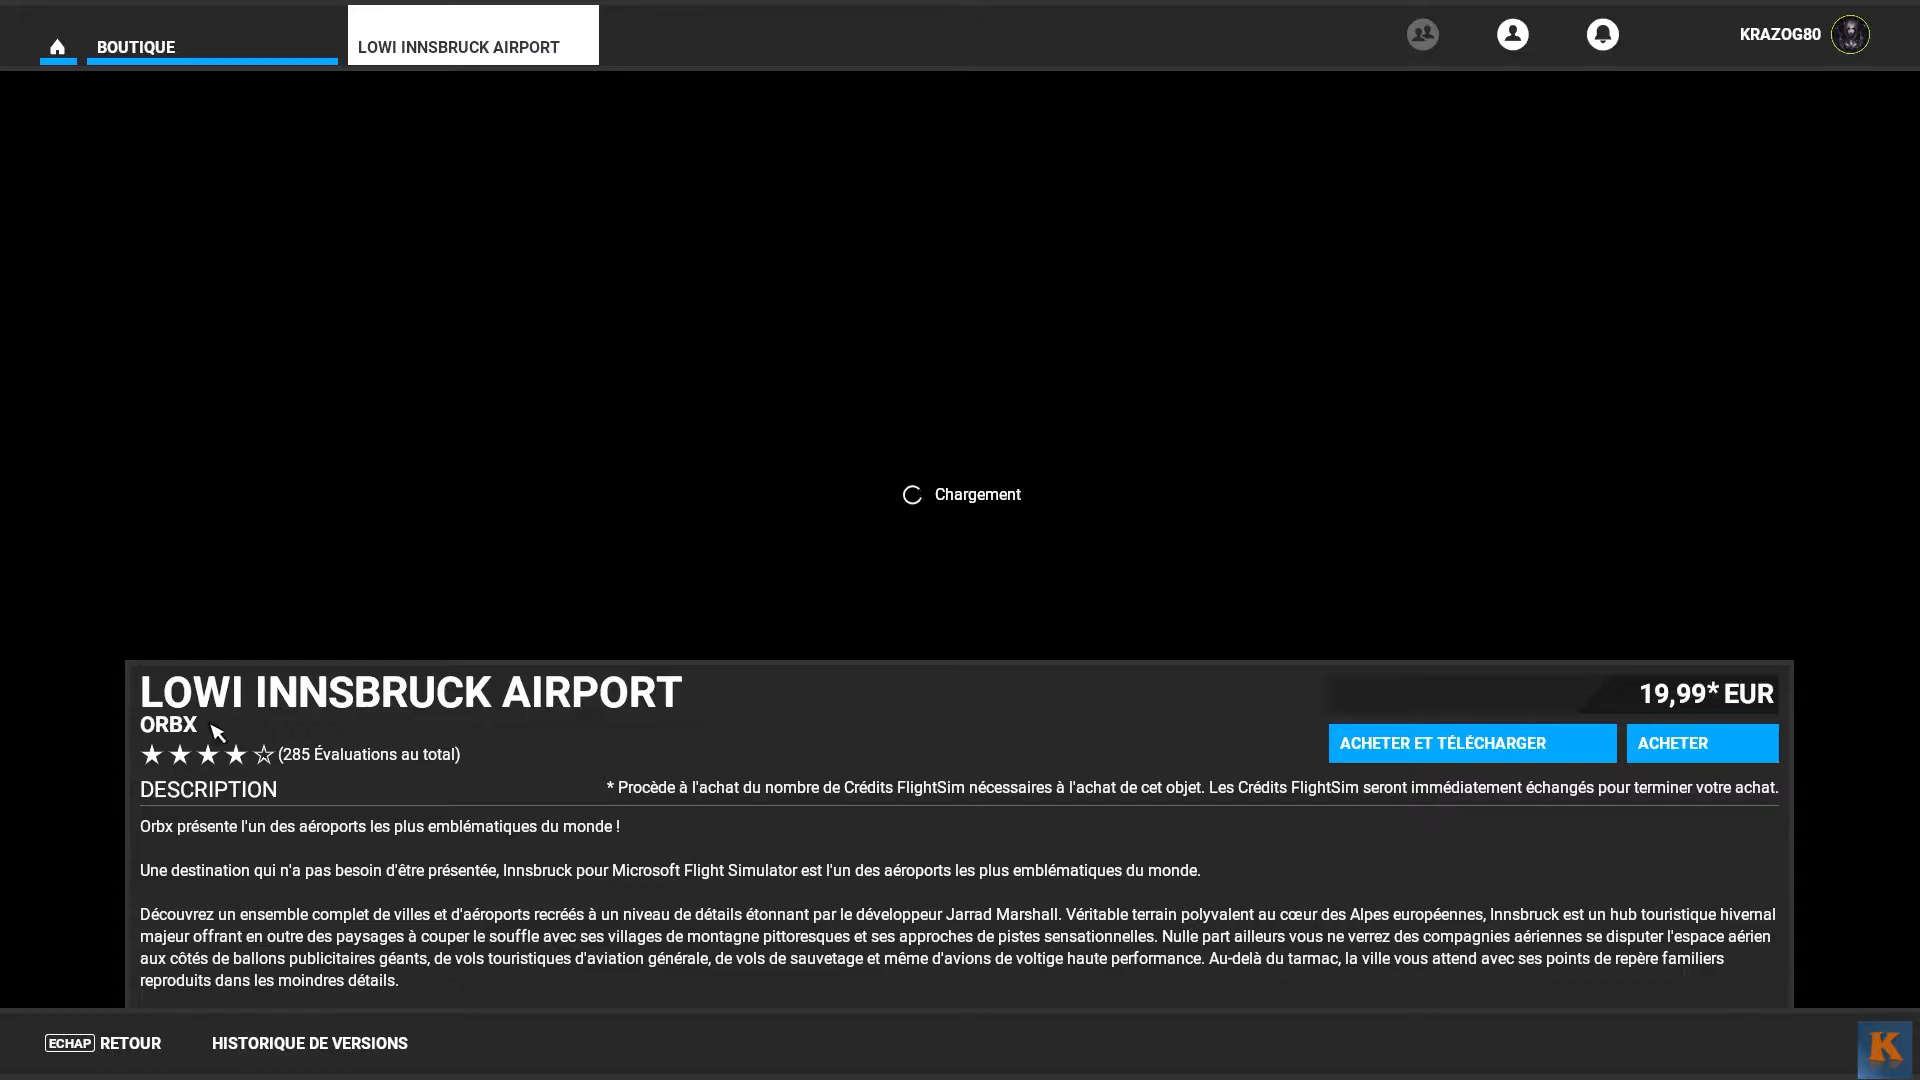 BOUTIQUE
LOWI INNSBRUCK AIRPORT
KRAZOG80
Chargement
LOWI INNSBRUCK AIRPORT
19,99* EUR
ORBX
ACHETER ET TÉLÉCHARGER
ACHETER
(285 Évaluations au total)
DESCRIPTION
* Procède à l'achat du nombre de Crédits FlightSim nécessaires à l'achat de cet objet. Les Crédits FlightSim seront immédiatement échangés pour terminer votre achat.
Orbx présente l'un des aéroports les plus emblématiques du monde !
Une destination qui n'a pas besoin d'être présentée, Innsbruck pour Microsoft Flight Simulator est l'un des aéroports les plus emblématiques du monde.
Découvrez un ensemble complet de villes et d'aéroports recréés à un niveau de détails étonnant par le développeur Jarrad Marshall. Véritable terrain polyvalent au cœur des Alpes européennes, Innsbruck est un hub touristique hivernal
majeur offrant en outre des paysages à couper le souffle avec ses villages de montagne pittoresques et ses approches de pistes sensationnelles. Nulle part ailleurs vous ne verrez des compagnies aériennes se disputer l'espace aérien
aux côtés de ballons publicitaires géants, de vols touristiques d'aviation générale, de vols de sauvetage et même d'avions de voltige haute performance. Au-delà du tarmac, la ville vous attend avec ses points de repère familiers
reproduits dans les moindres détails.
ECHAP RETOUR
HISTORIQUE DE VERSIONS
K